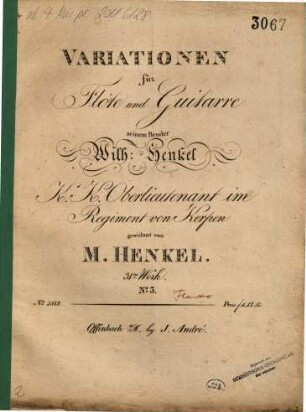 3067
VARIATIONEN
für
Flöte und Guitarre
seinem Bruder
Wilh: Henkel
K. K. Oberlieutenant im
Regiment von Kerpen
gewidmet von
M. HENKEL.
31tes Werk.
No. 3.
Offenbach a/M, by J. André.